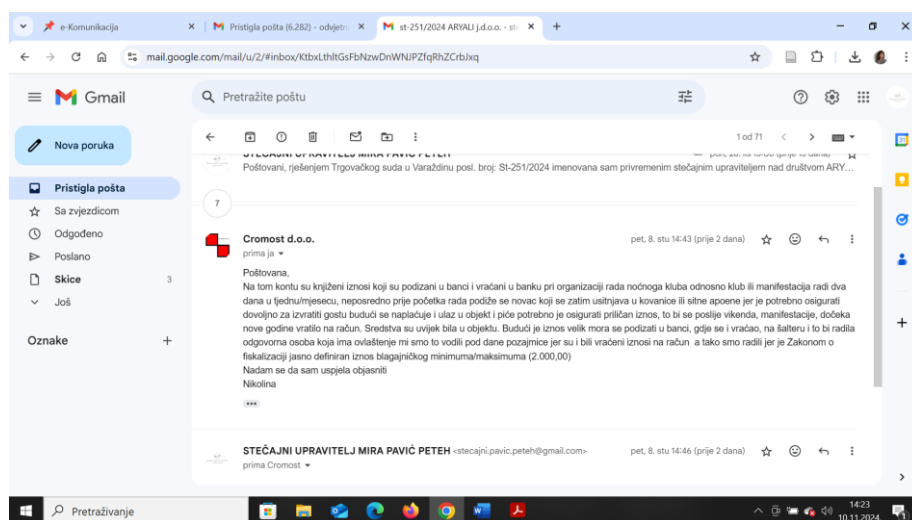 e-Komunikacija
Pristigla pošta (6.282) - odvjetni
st-251/2024 ARYALI j.d.o.o. - ste
mail.google.com/mail/u/2/#inbox/KtbxLthltGsFbNzwDnWNJPZfqRhZCrbJxq
Gmail
Pretražite poštu
Nova poruka
1 od 71
STEČAJNI UPRAVITELJ MIRA PAVIĆ PETEH
Poštovani, rješenjem Trgovačkog suda u Varaždinu posl. broj: St-251/2024 imenovana sam privremenim stečajnim upraviteljem nad društvom ARY...
Pristigla pošta
Sa zvjezdicom
Odgođeno
Poslano
Skice 3
Još
Oznake
7
Cromost d.o.o. pet, 8. stu 14:43 (prije 2 dana)
prima ja
Poštovana,
Na tom kontu su knjiženi iznosi koji su podizani u banci i vraćani u banku pri organizaciji rada noćnoga kluba odnosno klub ili manifestacija radi dva
dana u tjednu/mjesecu, neposredno prije početka rada podiže se novac koji se zatim usitnjava u kovanice ili sitne apoene jer je potrebno osigurati
dovoljno za izvratiti gostu budući se naplaćuje i ulaz u objekt i piće potrebno je osigurati priličan iznos, to bi se poslije vikenda, manifestacije, dočeka
nove godine vratilo na račun. Sredstva su uvijek bila u objektu. Budući je iznos velik mora se podizati u banci, gdje se i vraćao, na šalteru i to bi radila
odgovorna osoba koja ima ovlaštenje mi smo to vodili pod dane pozajmice jer su i bili vraćeni iznosi na račun a tako smo radili jer je Zakonom o
fiskalizaciji jasno definiran iznos blagajničkog minimuma/maksimuma (2.000,00)
Nadam se da sam uspjela objasniti
Nikolina
STEČAJNI UPRAVITELJ MIRA PAVIĆ PETEH <stecajni.pavic.peteh@gmail.com> pet, 8. stu 14:46 (prije 2 dana)
prima Cromost
Pretraživanje
14:23
10.11.2024.